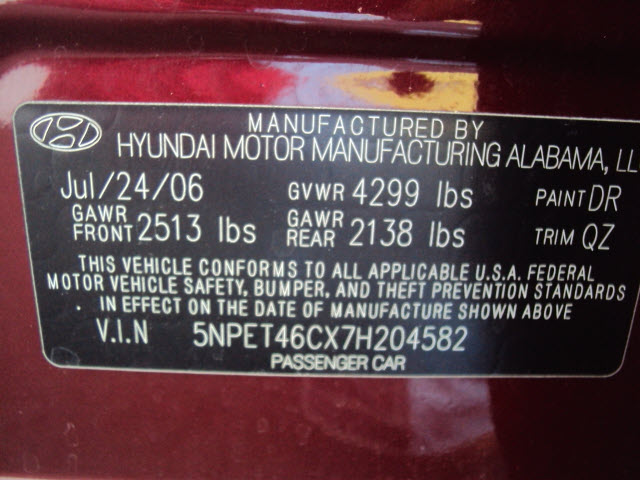 MANUFACTURED BY
HYUNDAI MOTOR MANUFACTURING ALABAMA, LL
Jul/24/06 GVWR 4299 lbs PAINT DR
GAWR FRONT 2513 lbs GAWR REAR 2138 lbs TRIM QZ
THIS VEHICLE CONFORMS TO ALL APPLICABLE U.S.A. FEDERAL
MOTOR VEHICLE SAFETY, BUMPER, AND THEFT PREVENTION STANDARDS
IN EFFECT ON THE DATE OF MANUFACTURE SHOWN ABOVE
V.I.N 5NPET46CX7H204582
PASSENGER CAR